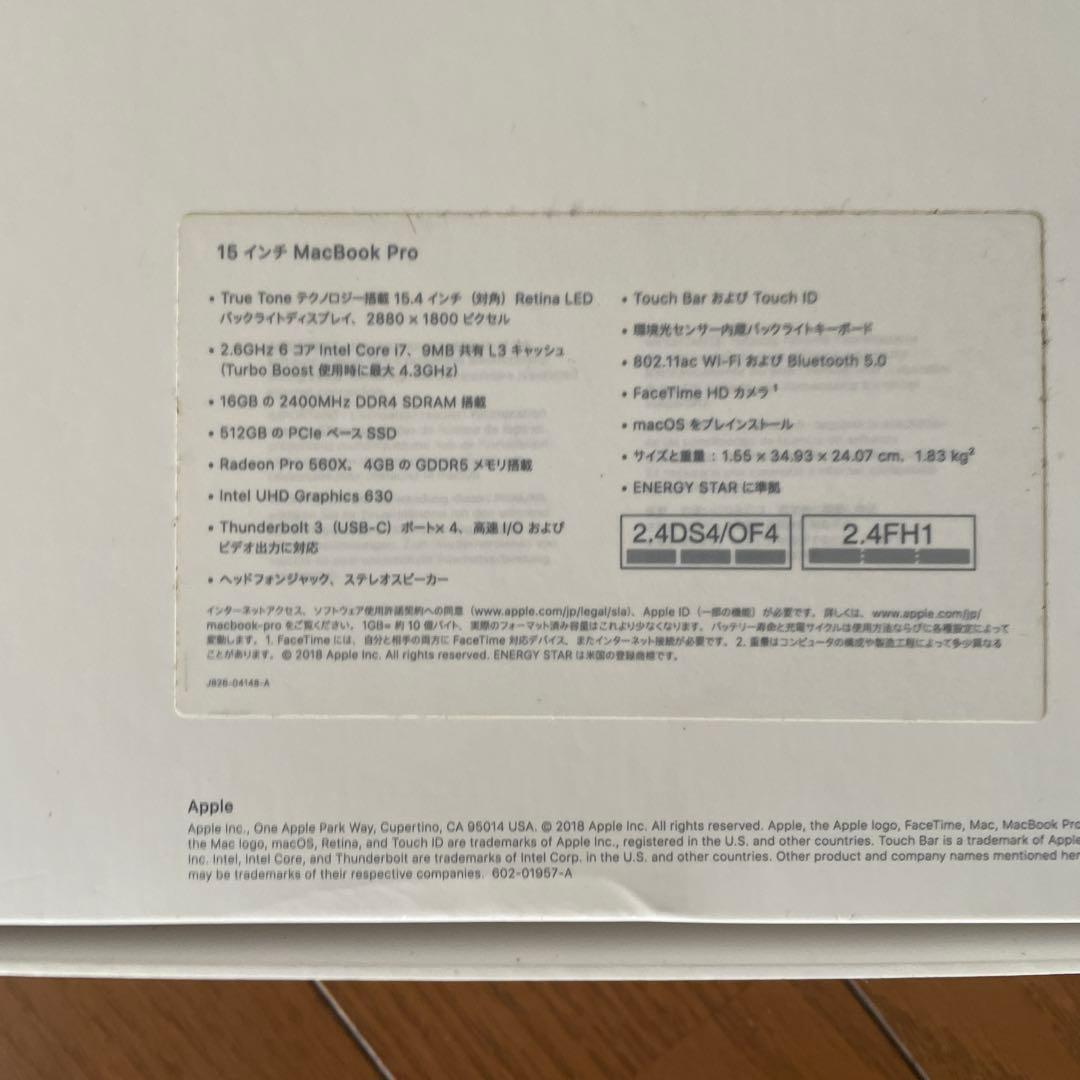 15 インチ MacBook Pro
• True Tone テクノロジー搭載 15.4 インチ（対角）Retina LED
バックライトディスプレイ、2880 x 1800 ピクセル
• 2.6GHz 6 コア Intel Core i7、9MB 共有 L3 キャッシュ
(Turbo Boost 使用時に最大 4.3GHz)
• 16GB の 2400MHz DDR4 SDRAM 搭載
• 512GB の PCIe ベース SSD
• Radeon Pro 560X、4GB の GDDR5 メモリ搭載
• Intel UHD Graphics 630
• Thunderbolt 3（USB-C）ポート x 4、高速 I/O および
ビデオ出力に対応
• ヘッドフォンジャック、ステレオスピーカー
• Touch Bar および Touch ID
• 環境光センサー内蔵バックライトキーボード
• 802.11ac Wi-Fi および Bluetooth 5.0
• FaceTime HD カメラ¹
• macOS をプレインストール
• サイズと重量：1.55 x 34.93 x 24.07 cm、1.83 kg²
• ENERGY STAR に準拠
2.4DS4/OF4
2.4FH1
インターネットアクセス、ソフトウェア使用許諾契約への同意（www.apple.com/jp/legal/sla）、Apple ID（一部の機能）が必要です。詳しくは、www.apple.com/jp/
macbook-pro をご覧ください。1GB= 約 10 億バイト、実際のフォーマット済み容量はこれより少なくなります。バッテリー寿命と充電サイクルは使用方法ならびに各種設定によって
変動します。1. FaceTime には、自分と相手の両方に FaceTime 対応デバイス、またインターネット接続が必要です。2. 重量はコンピュータの構成や製造工程によって多少異なる
ことがあります。© 2018 Apple Inc. All rights reserved. ENERGY STAR は米国の登録商標です。
J82B-04148-A
Apple
Apple Inc., One Apple Park Way, Cupertino, CA 95014 USA. © 2018 Apple Inc. All rights reserved. Apple, the Apple logo, FaceTime, Mac, MacBook Pro
the Mac logo, macOS, Retina, and Touch ID are trademarks of Apple Inc., registered in the U.S. and other countries. Touch Bar is a trademark of Apple
Inc. Intel, Intel Core, and Thunderbolt are trademarks of Intel Corp. in the U.S. and other countries. Other product and company names mentioned her
may be trademarks of their respective companies. 602-01957-A